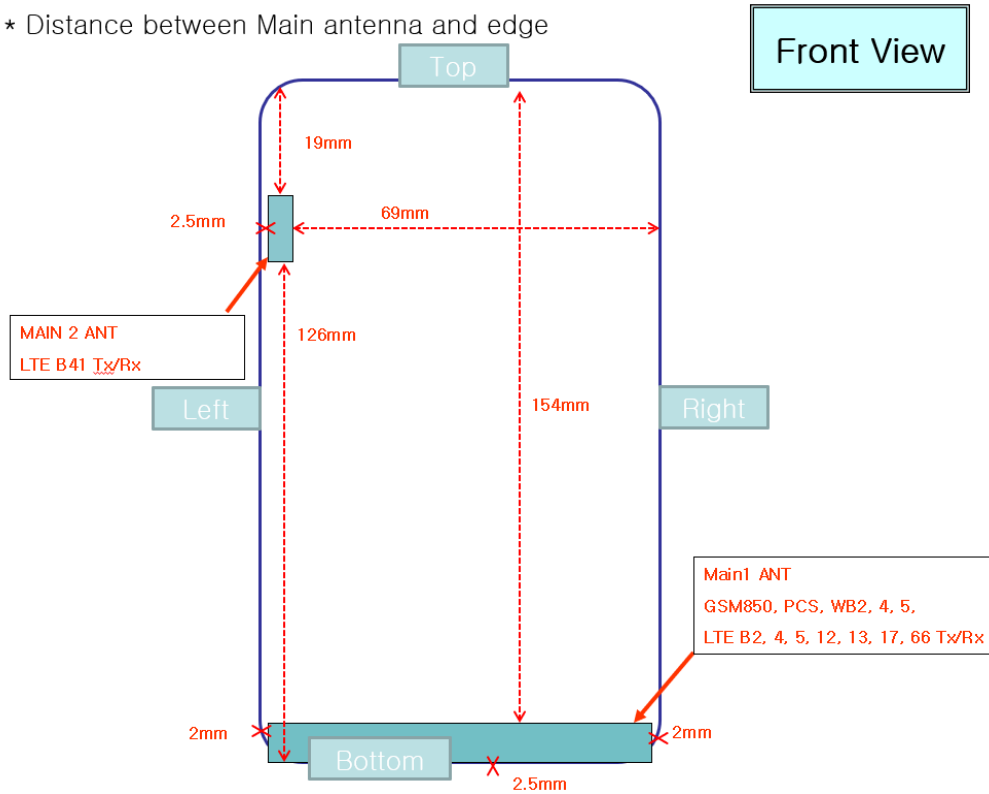 * Distance between Main antenna and edge
Front View
Top
19mm
2.5mm
69mm
MAIN 2 ANT
LTE B41 Tx/Rx
126mm
Left
154mm
Right
Main1 ANT
GSM850, PCS, WB2, 4, 5,
LTE B2, 4, 5, 12, 13, 17, 66 Tx/Rx
2mm
2mm
Bottom
2.5mm